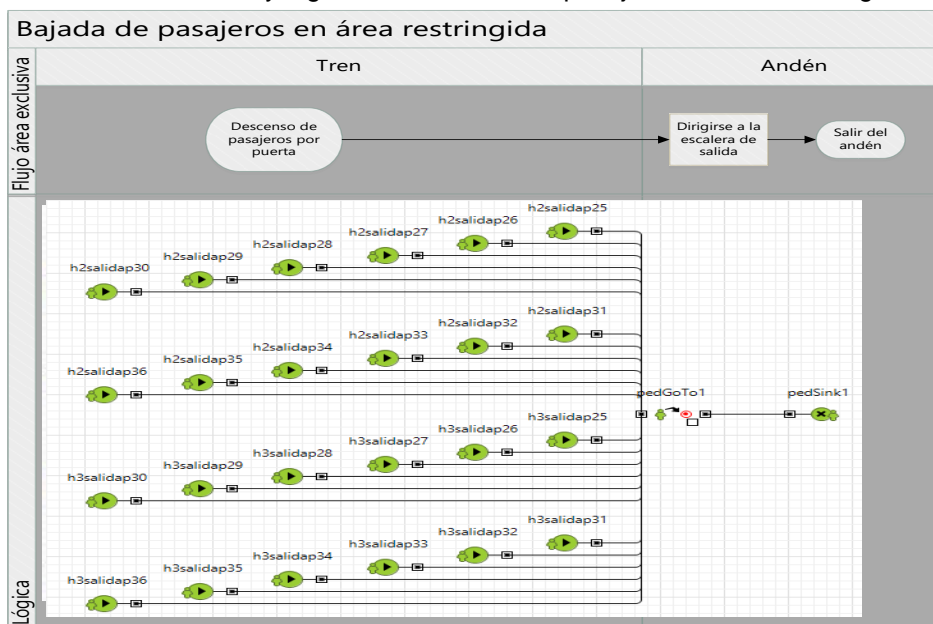 Bajada de pasajeros en área restringida
Flujo área exclusiva
Tren
Andén
Descenso de
pasajeros por
puerta
Dirigirse a la
escalera de
salida
Salir del
andén
Lógica
h2salidap25
h2salidap26
h2salidap27
h2salidap28
h2salidap29
h2salidap30
h2salidap31
h2salidap32
h2salidap33
h2salidap34
h2salidap35
h2salidap36
pedGoTo1
pedSink1
h3salidap25
h3salidap26
h3salidap27
h3salidap28
h3salidap29
h3salidap30
h3salidap31
h3salidap32
h3salidap33
h3salidap34
h3salidap35
h3salidap36